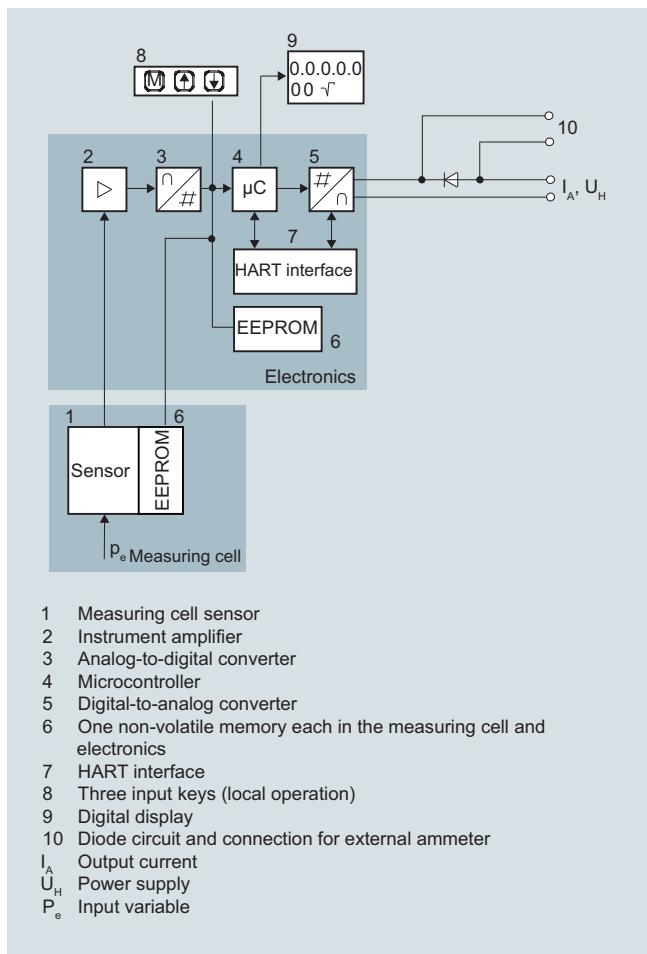 8
M
9
0.0.0.0.0
00 √
10
2
3
4
5
∩
#
µC
#
∩
I_A, U_H
7
HART interface
EEPROM
6
Electronics
1
6
Sensor
EEPROM
p_e Measuring cell
1 Measuring cell sensor
2 Instrument amplifier
3 Analog-to-digital converter
4 Microcontroller
5 Digital-to-analog converter
6 One non-volatile memory each in the measuring cell and
electronics
7 HART interface
8 Three input keys (local operation)
9 Digital display
10 Diode circuit and connection for external ammeter
I_A Output current
U_H Power supply
P_e Input variable